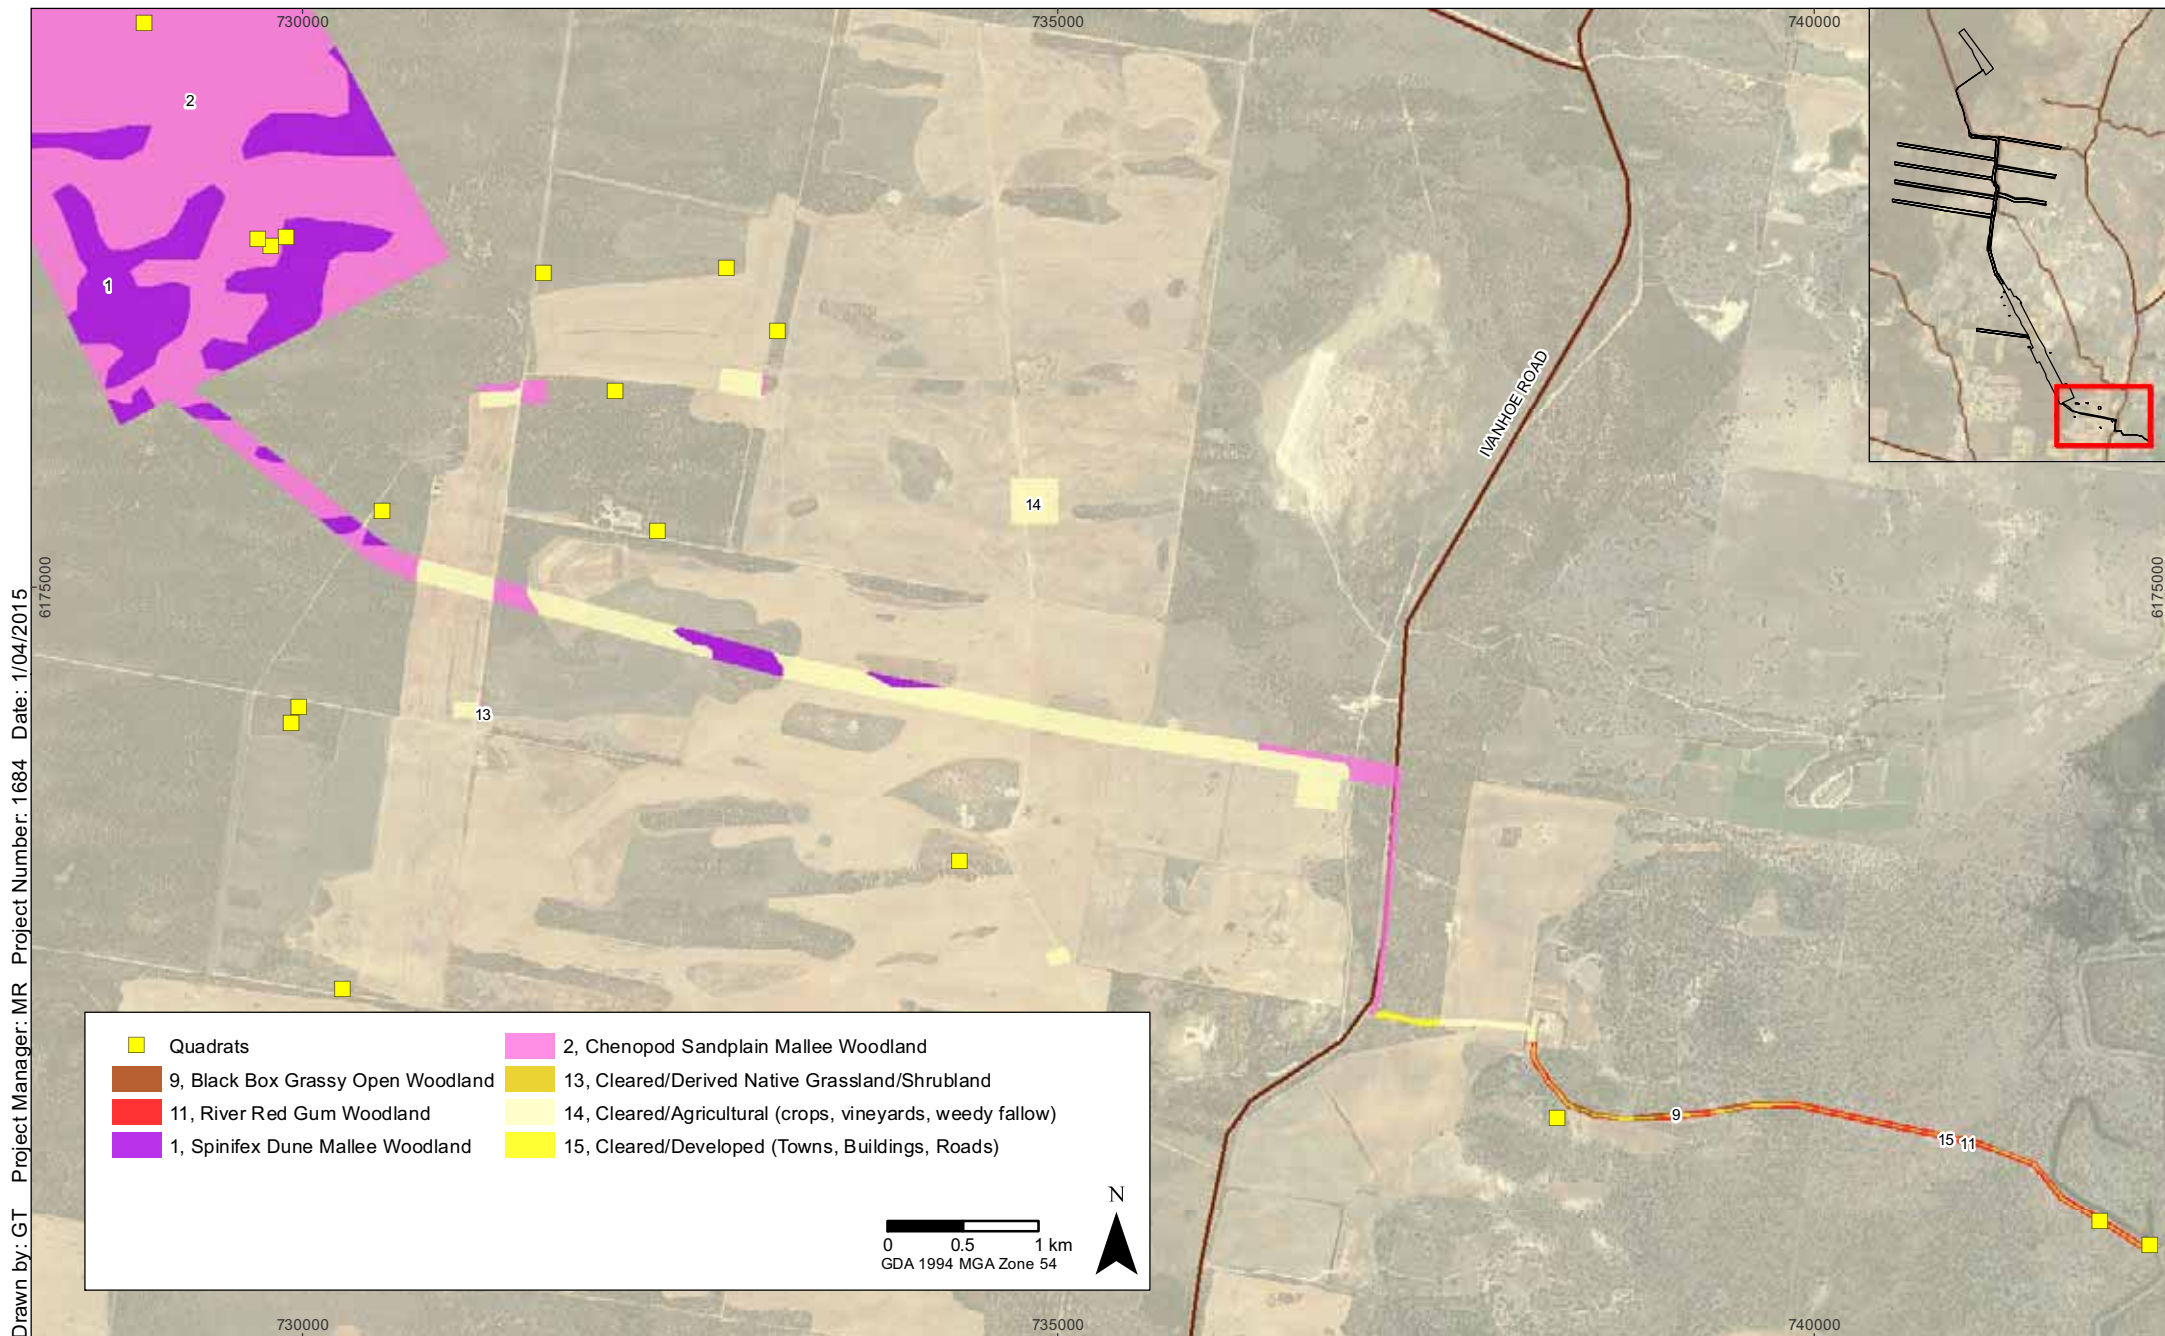 730000
735000
740000
2
1
IVANHOE ROAD
14
6175000
6175000
13
9
15
11
Quadrats
9, Black Box Grassy Open Woodland
11, River Red Gum Woodland
1, Spinifex Dune Mallee Woodland
2, Chenopod Sandplain Mallee Woodland
13, Cleared/Derived Native Grassland/Shrubland
14, Cleared/Agricultural (crops, vineyards, weedy fallow)
15, Cleared/Developed (Towns, Buildings, Roads)
N
0 0.5 1 km
GDA 1994 MGA Zone 54
730000
735000
740000
Drawn by: GT Project Manager: MR Project Number: 1684 Date: 1/04/2015